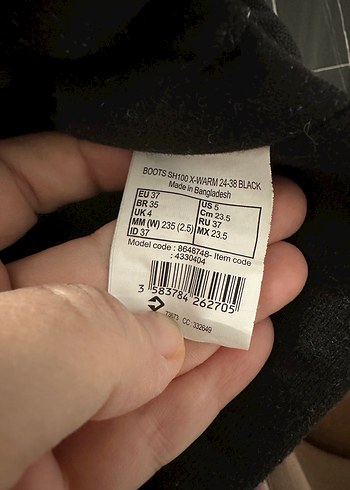 BOOTS SH100 X-WARM 24-38 BLACK
Made in Bangladesh
EU 37 US 5
BR 35 Cm 23.5
UK 4 RU 37
MM (W) 235 (2.5) MX 23.5
ID 37
Model code : 8648748- Item code
: 4330404
3 583784 262705
73673 CC : 332649